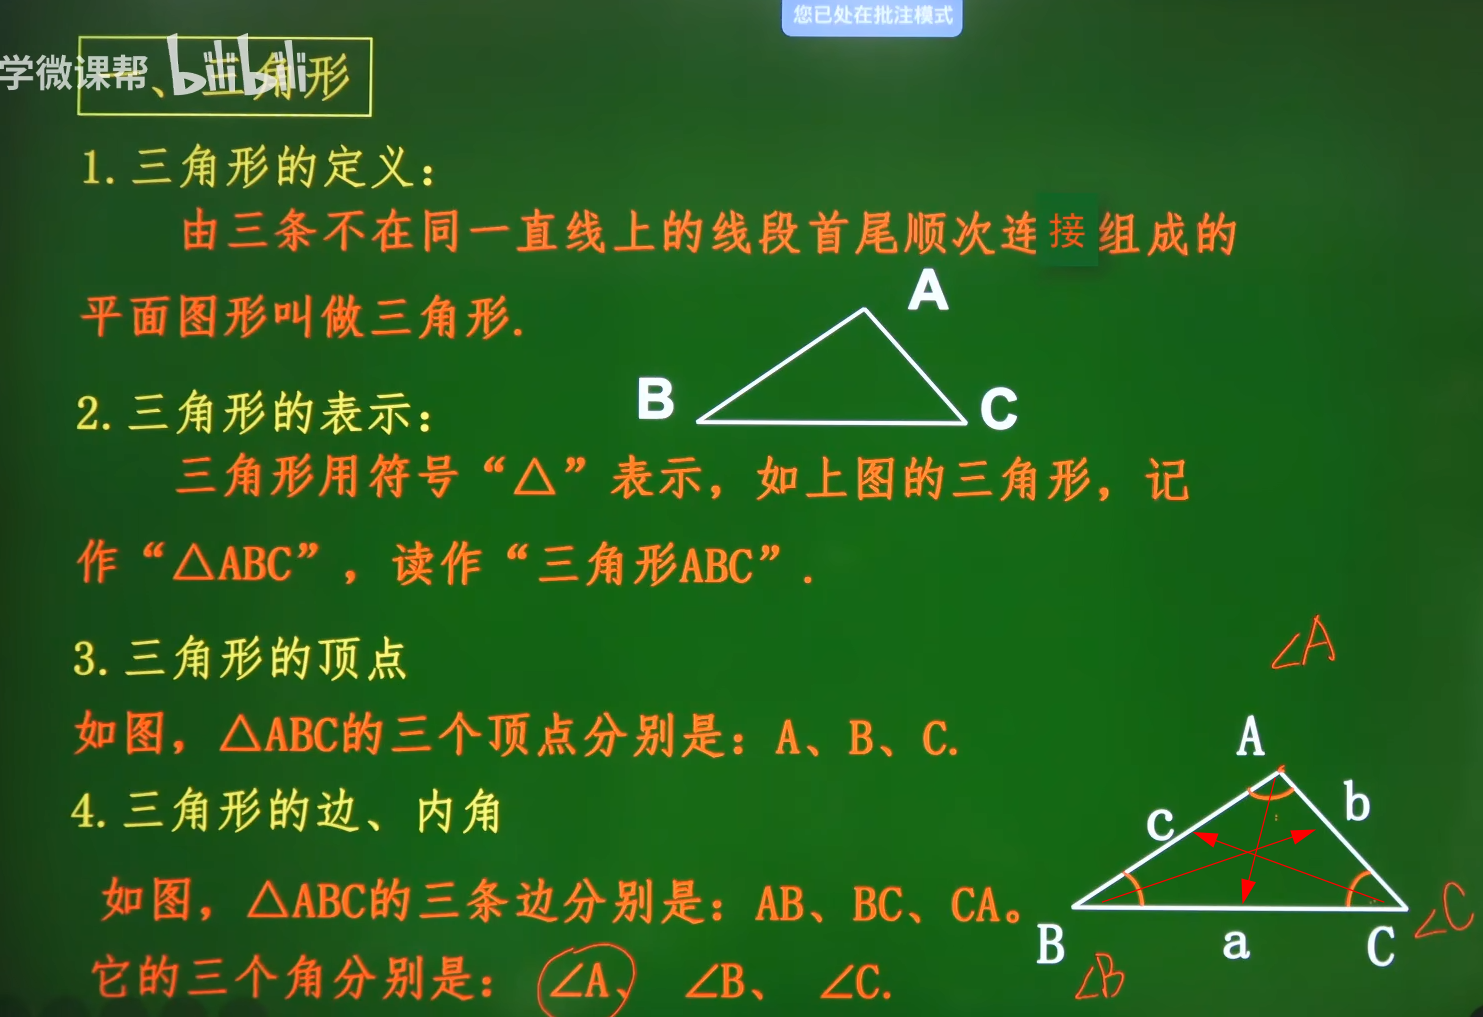 您已处在批注模式
学微课帮 bilibili
一、三角形
1.三角形的定义：
由三条不在同一直线上的线段首尾顺次连接组成的
平面图形叫做三角形.
A
B
C
2.三角形的表示：
三角形用符号“△”表示，如上图的三角形，记
作“△ABC”，读作“三角形ABC”.
3.三角形的顶点
如图，△ABC的三个顶点分别是：A、B、C.
4.三角形的边、内角
如图，△ABC的三条边分别是：AB、BC、CA。
它的三个角分别是：∠A、 ∠B、 ∠C.
∠A
A
c
b
B
a
C
∠B
∠C